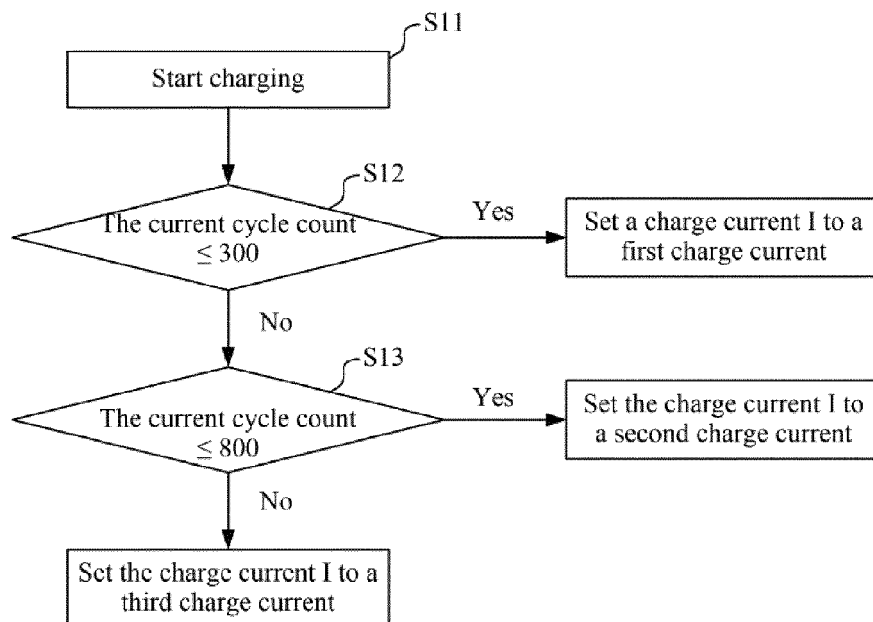 S11
Start charging
S12
The current cycle count
≤ 300
Yes
Set a charge current I to a
first charge current
No
S13
The current cycle count
≤ 800
Yes
Set the charge current I to
a second charge current
No
Set the charge current I to a
third charge current